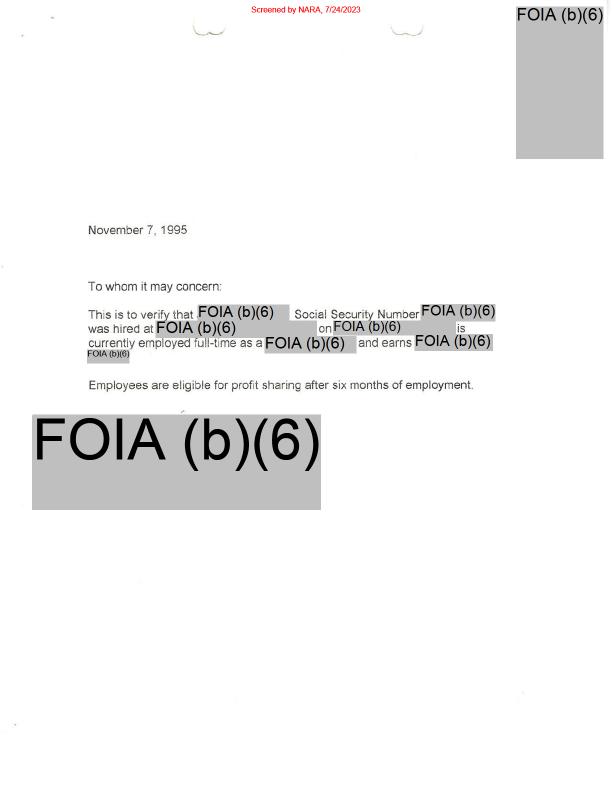 Screened by NARA, 7/24/2023
FOIA (b)(6)
November 7, 1995
To whom it may concern:
This is to verify that FOIA (b)(6) Social Security Number FOIA (b)(6)
was hired at FOIA (b)(6) on FOIA (b)(6) is
currently employed full-time as a FOIA (b)(6) and earns FOIA (b)(6)
FOIA (b)(6)
Employees are eligible for profit sharing after six months of employment.
FOIA (b)(6)